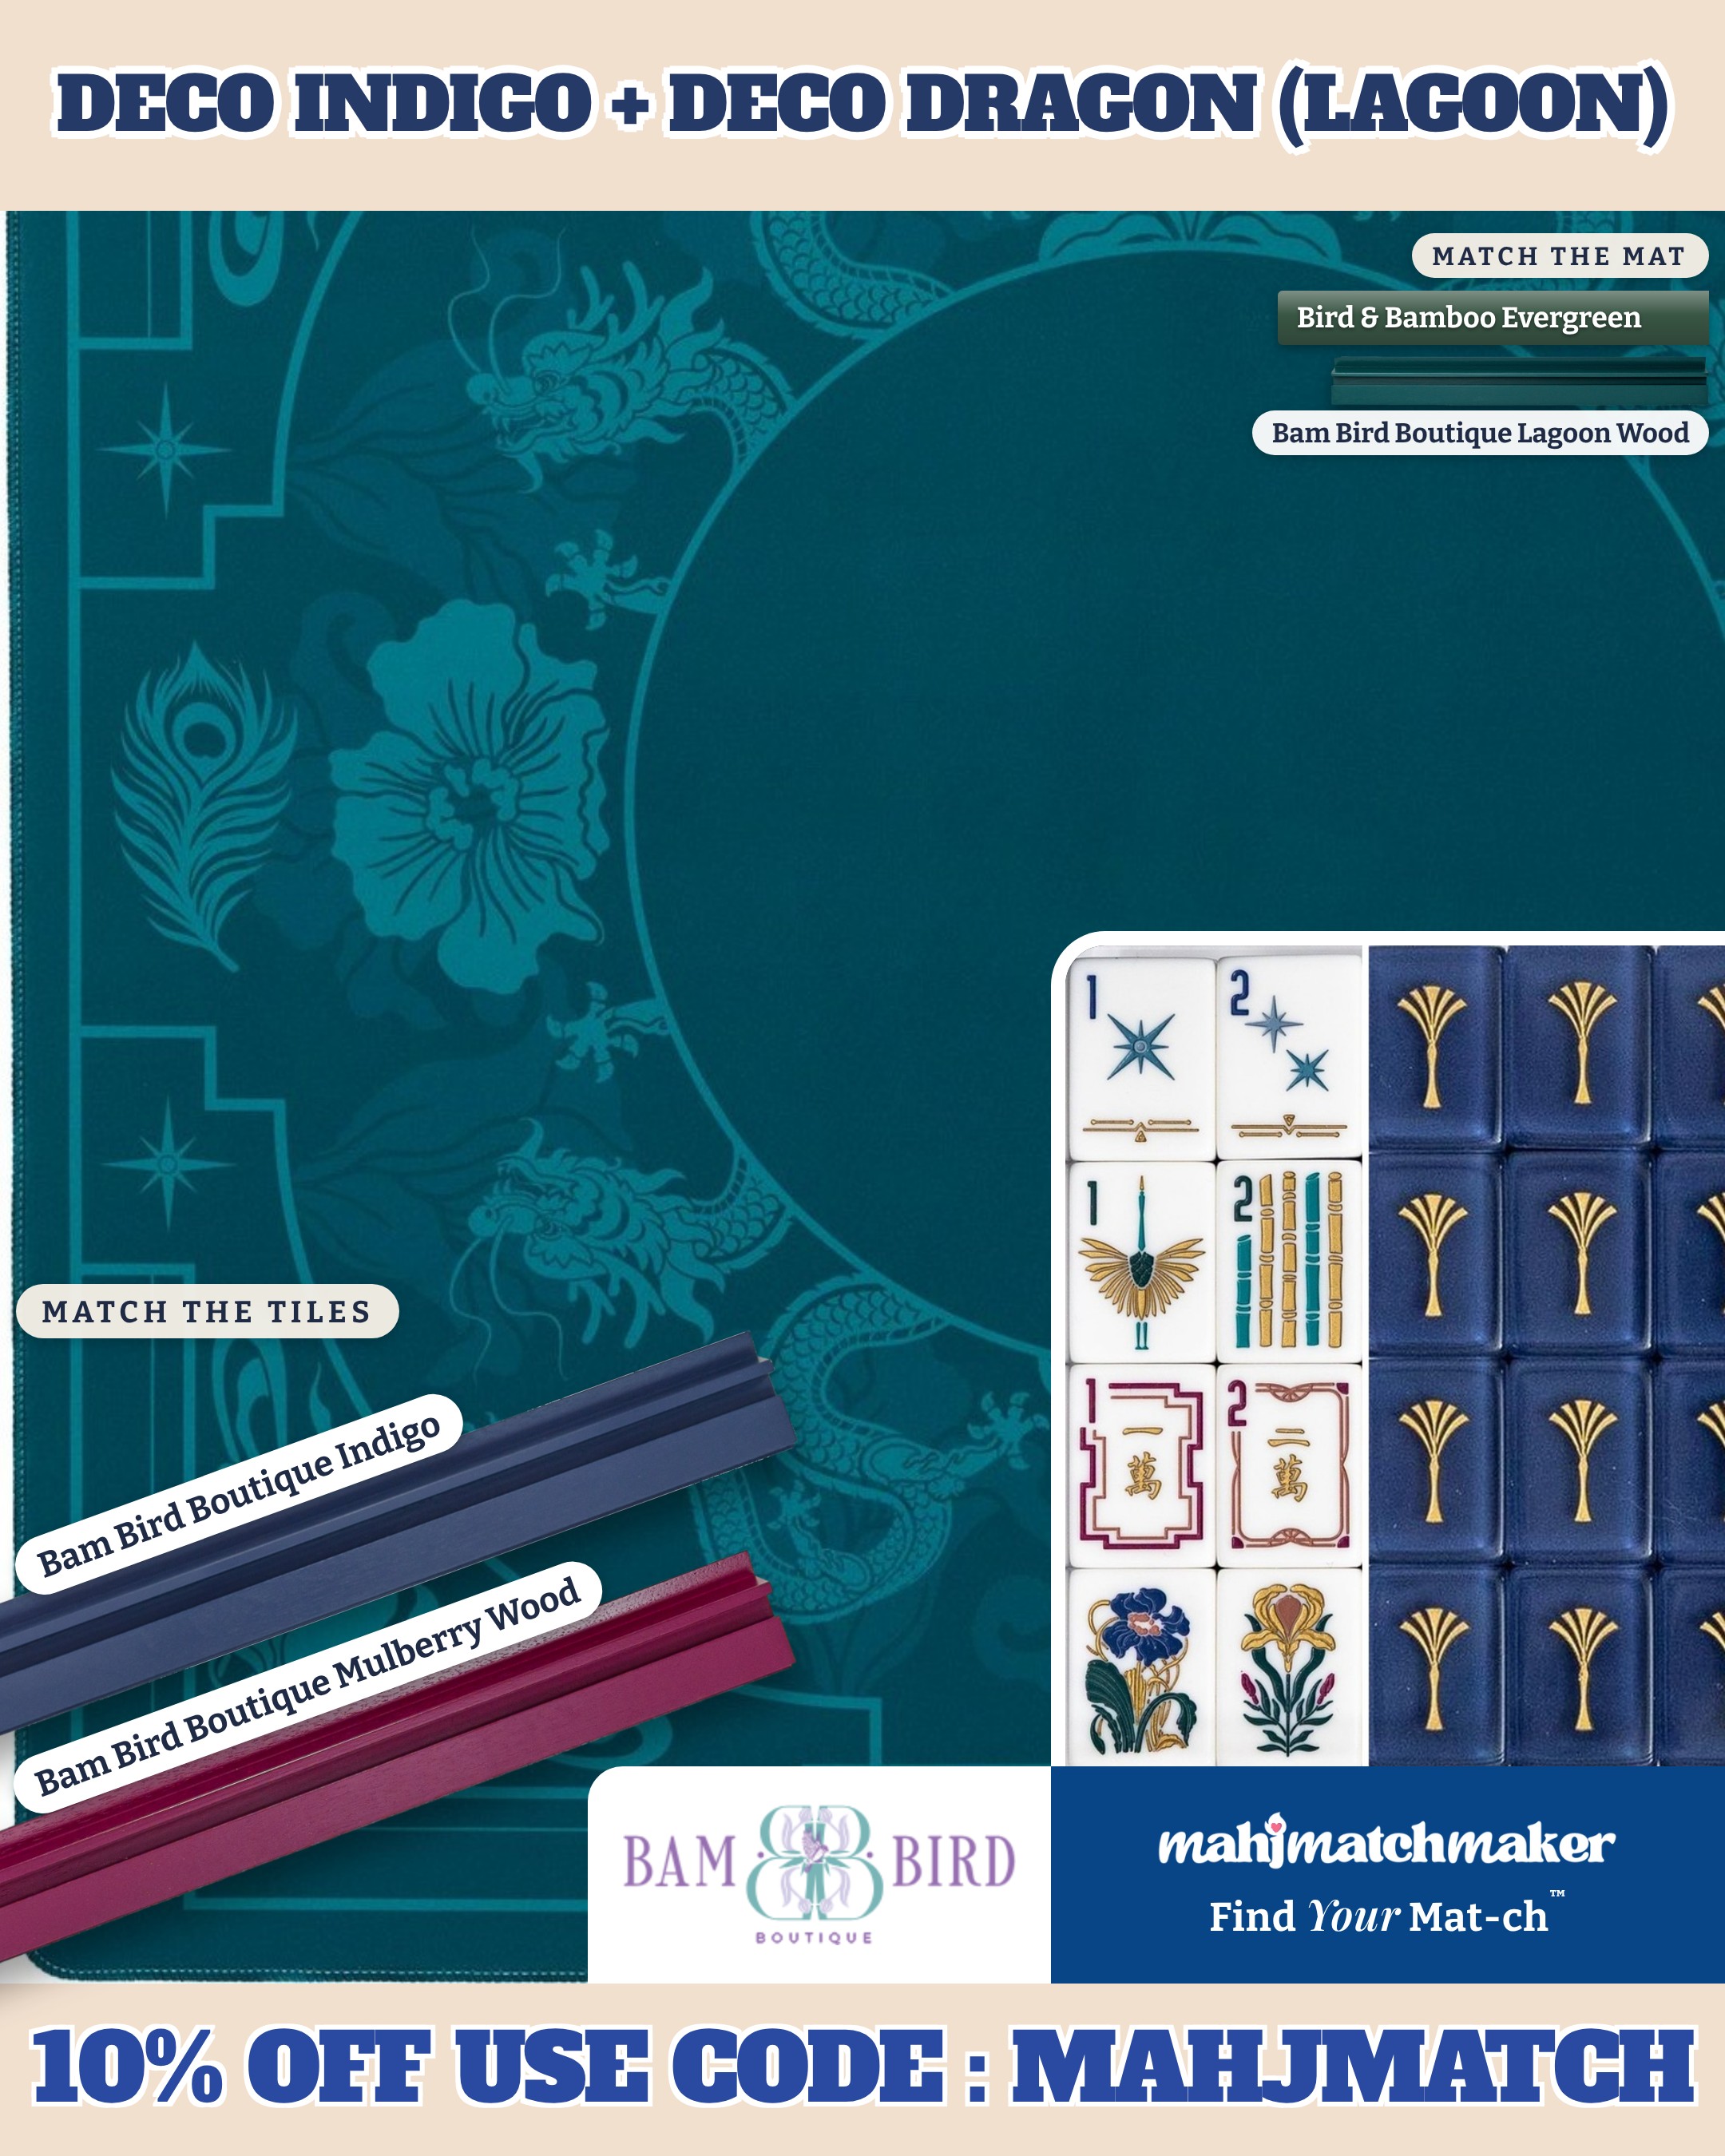 DECO INDIGO + DECO DRAGON (LAGOON)
MATCH THE MAT
Bird & Bamboo Evergreen
Bam Bird Boutique Lagoon Wood
1
2
1
2
MATCH THE TILES
1
一
萬
2
二
萬
Bam Bird Boutique Indigo
Bam Bird Boutique Mulberry Wood
BAM BIRD
BOUTIQUE
mahjmatchmaker
Find Your Mat-ch™
10% OFF USE CODE : MAHJMATCH